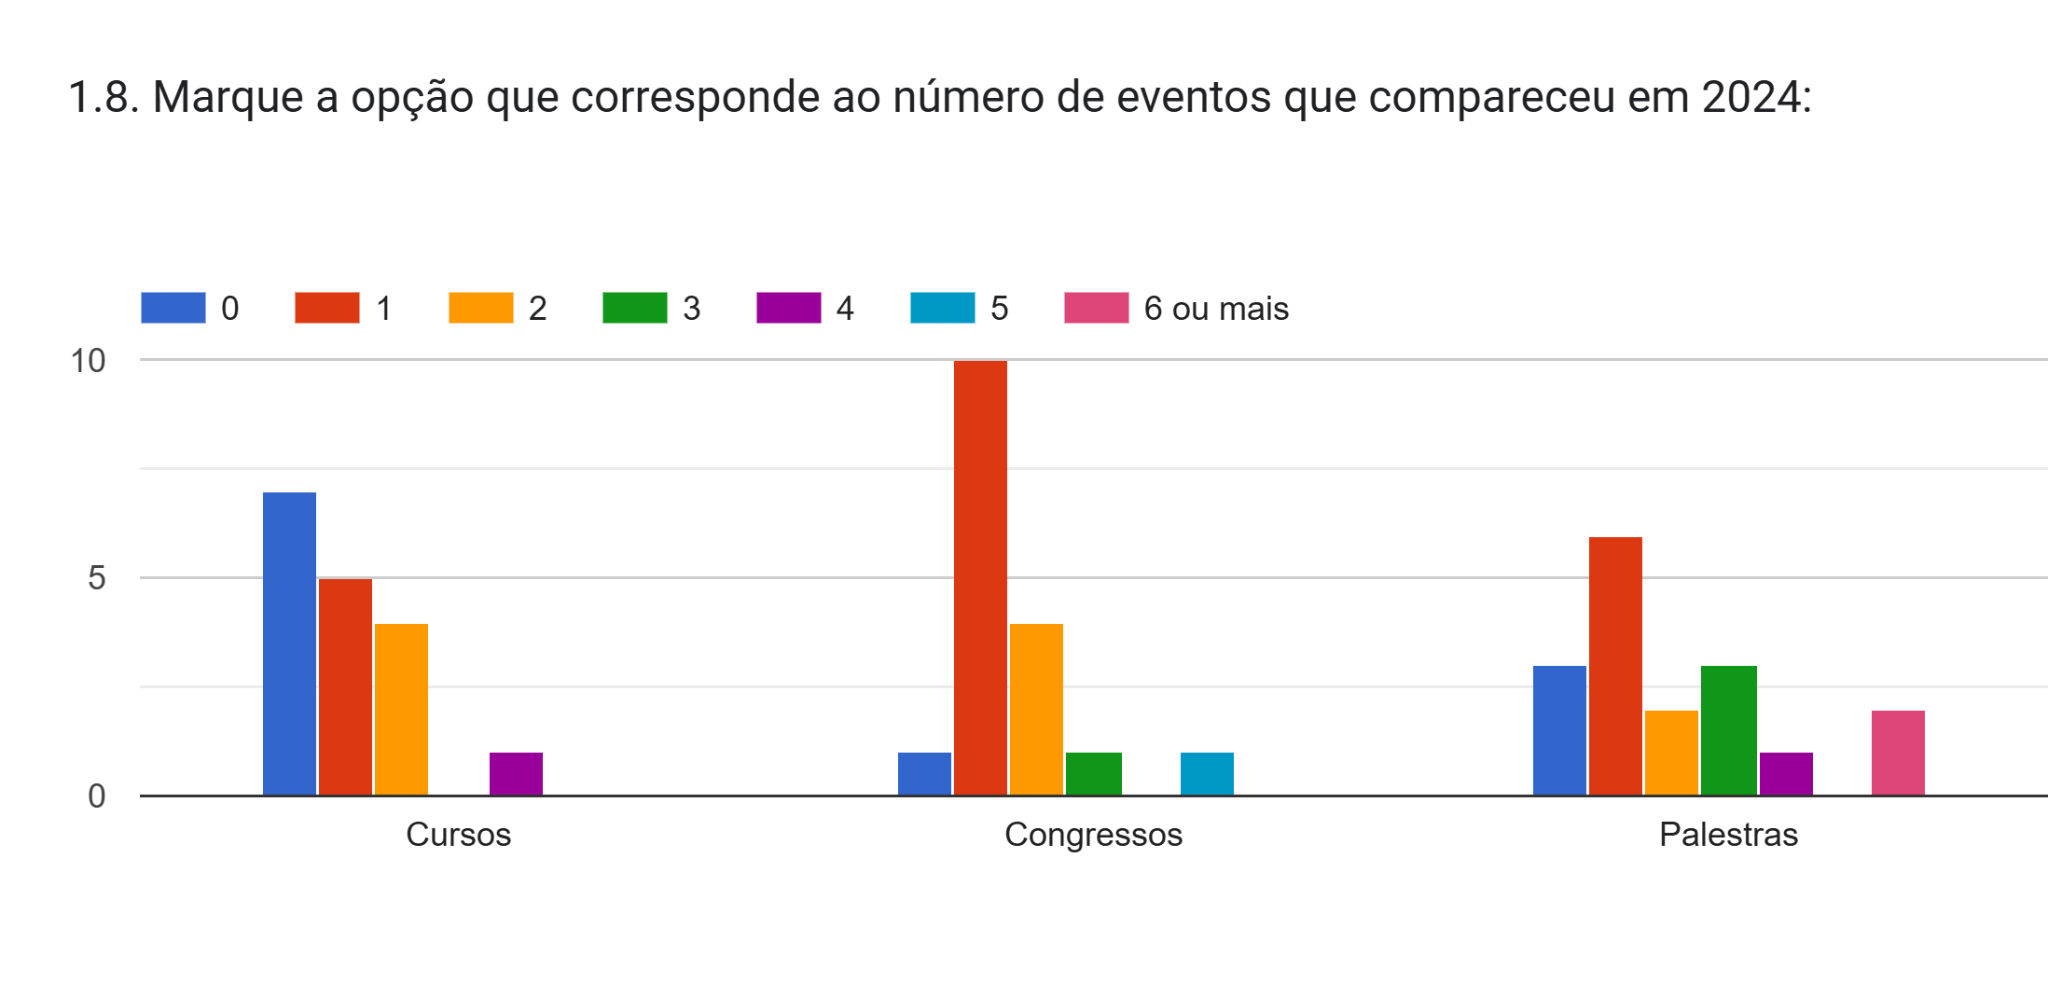 1.8. Marque a opção que corresponde ao número de eventos que compareceu em 2024:
0 1 2 3 4 5 6 ou mais
10
5
0
Cursos Congressos Palestras